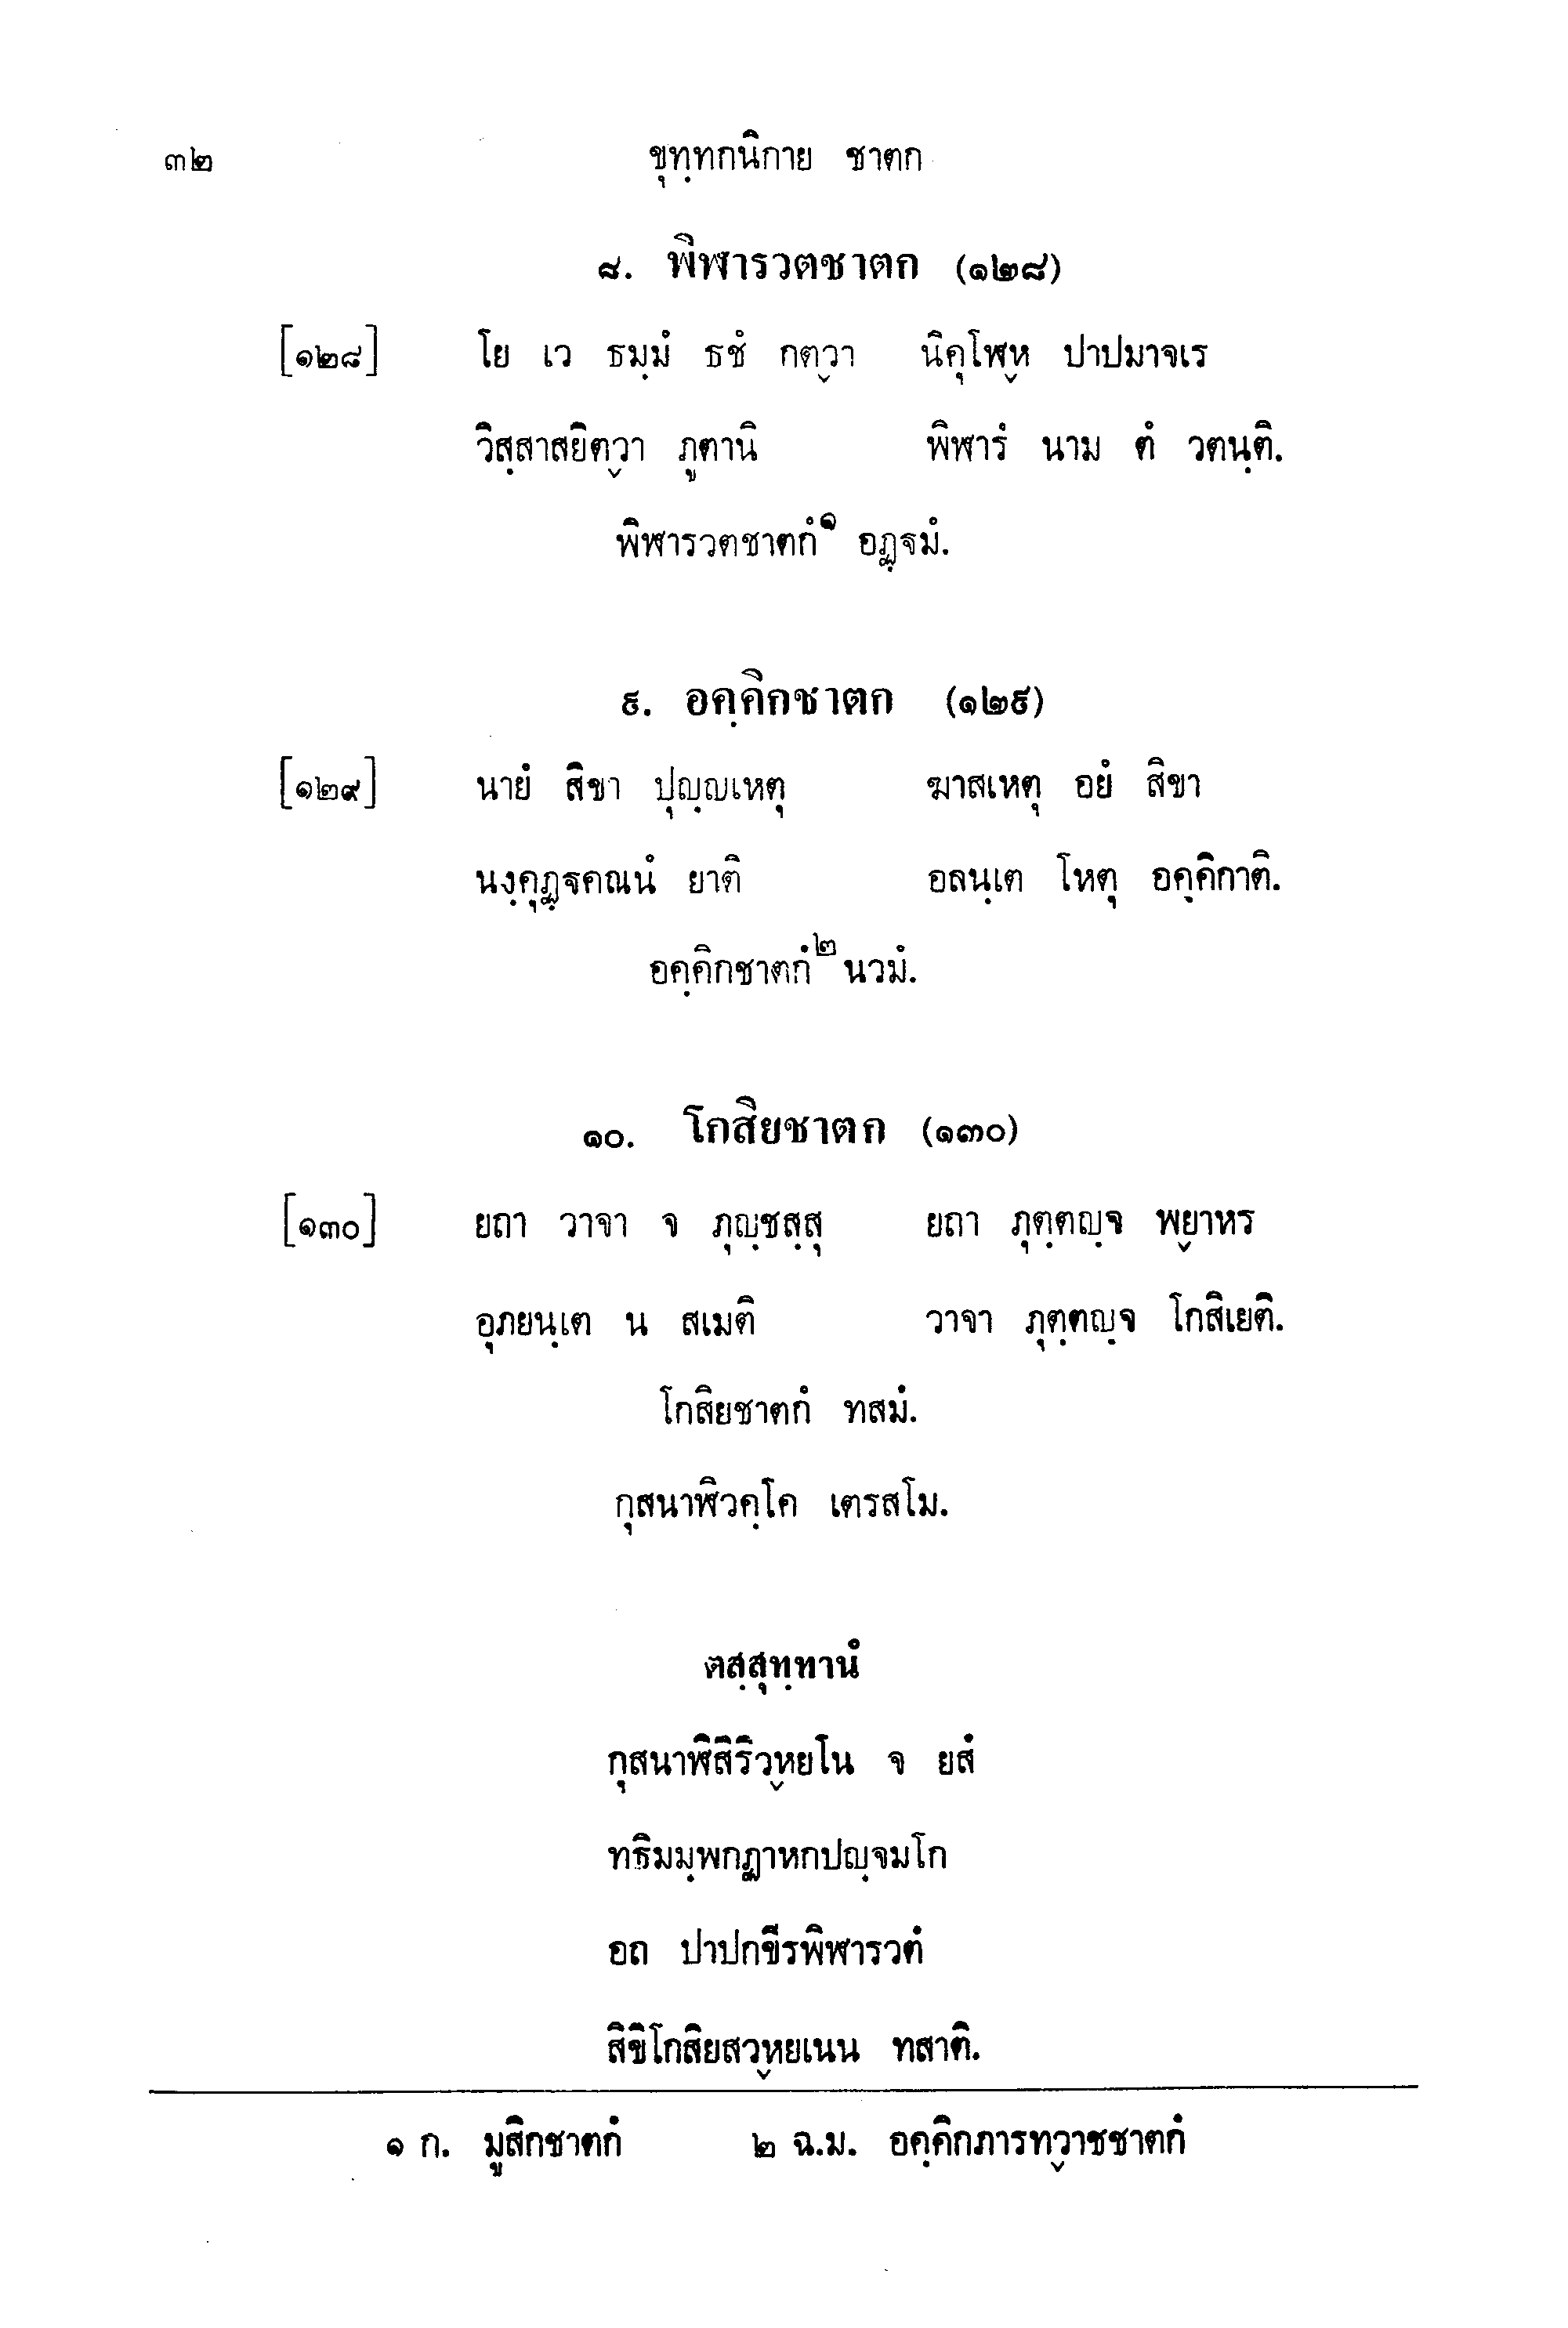 ๓๒ ขุทฺทกนิกาย ชาตก
๘. พิฬารวตชาตก (๑๒๘)
[๑๒๘] โย เว ธมฺมํ ธชํ กตฺวา นิคุโฬฺห ปาปมาจเร
วิสฺสาสยิตฺวา ภูตานิ พิฬารํ นาม ตํ วตนฺติ.
พิฬารวตชาตกํ๑ อฏฺฐมํ.
๙. อคฺคิกชาตก (๑๒๙)
[๑๒๙] นายํ สิขา ปุญฺญเหตุ ฆาสเหตุ อยํ สิขา
นงฺคุฏฺฐคณนํ ยาติ อลนฺเต โหตุ อคฺคิกาติ.
อคฺคิกชาตกํ๒ นวมํ.
๑๐. โกสิยชาตก (๑๓๐)
[๑๓๐] ยถา วาจา จ ภุญฺชสฺสุ ยถา ภุตฺตญฺจ พฺยาหร
อุภยนฺเต น สเมติ วาจา ภุตฺตญฺจ โกสิเยติ.
โกสิยชาตกํ ทสมํ.
กุสนาฬิวคฺโค เตรสโม.
ตสฺสุทฺทานํ
กุสนาฬิสิริวฺหยโน จ ยสํ
ทธิมมฺพกฏาหกปญฺจมโก
อถ ปาปกขีรพิฬารวตํ
สิขิโกสิยสวฺหยเนน ทสาติ.
๑ ก. มูสิกชาตกํ ๒ ฉ.ม. อคฺคิกภารทฺวาชชาตกํ